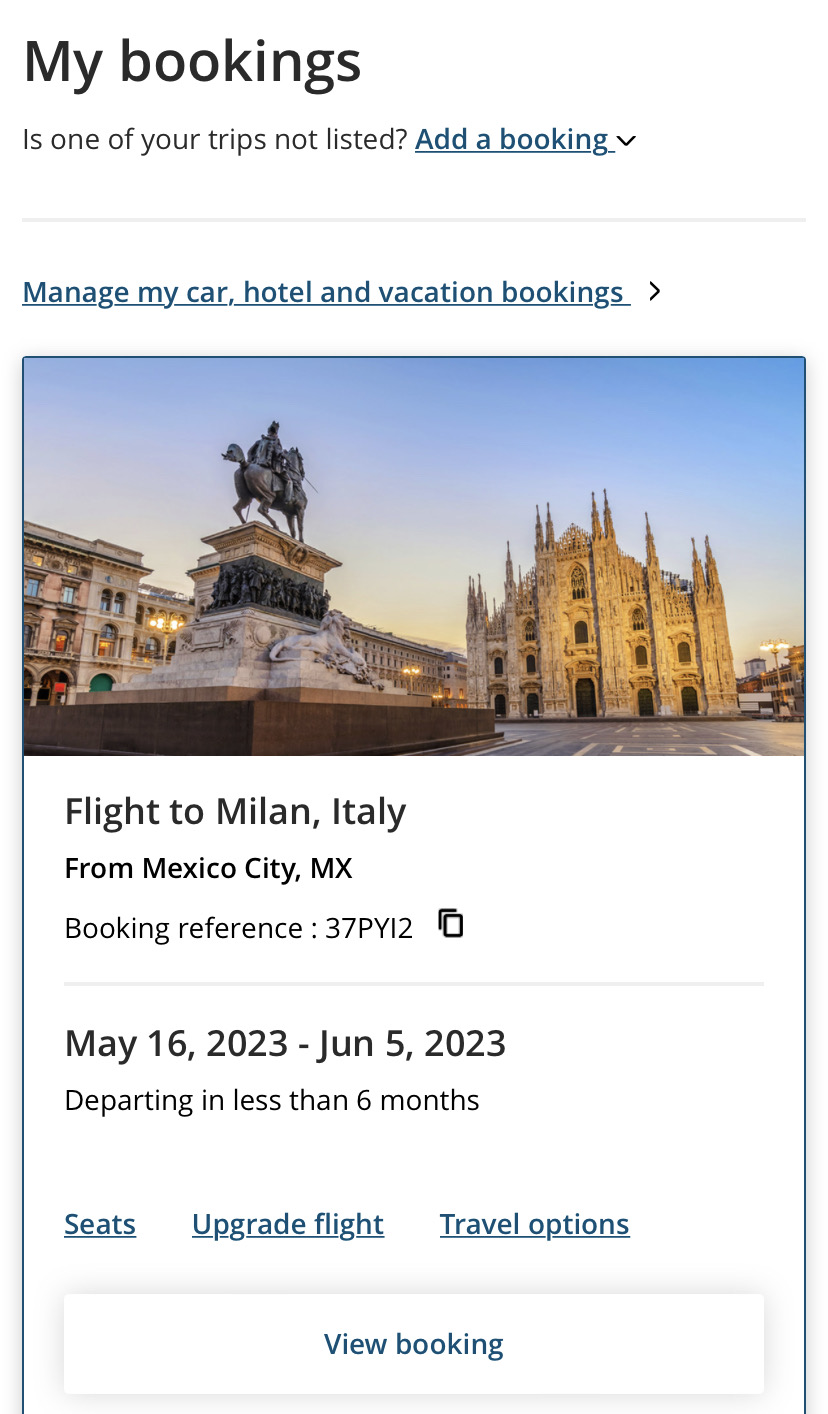 My bookings
Is one of your trips not listed? Add a booking
Manage my car, hotel and vacation bookings
Flight to Milan, Italy
From Mexico City, MX
Booking reference : 37PYI2
May 16, 2023 - Jun 5, 2023
Departing in less than 6 months
Seats Upgrade flight Travel options
View booking